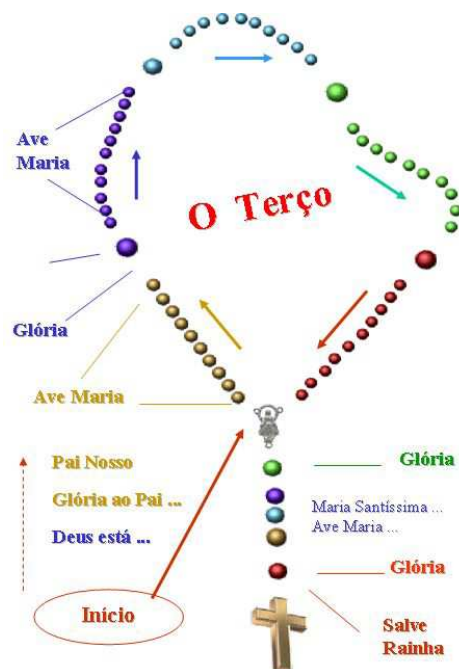 Ave
Maria
O Terço
Glória
Ave Maria
Pai Nosso
Glória ao Pai ...
Deus está ...
Início
Glória
Maria Santíssima ...
Ave Maria ...
Glória
Salve
Rainha